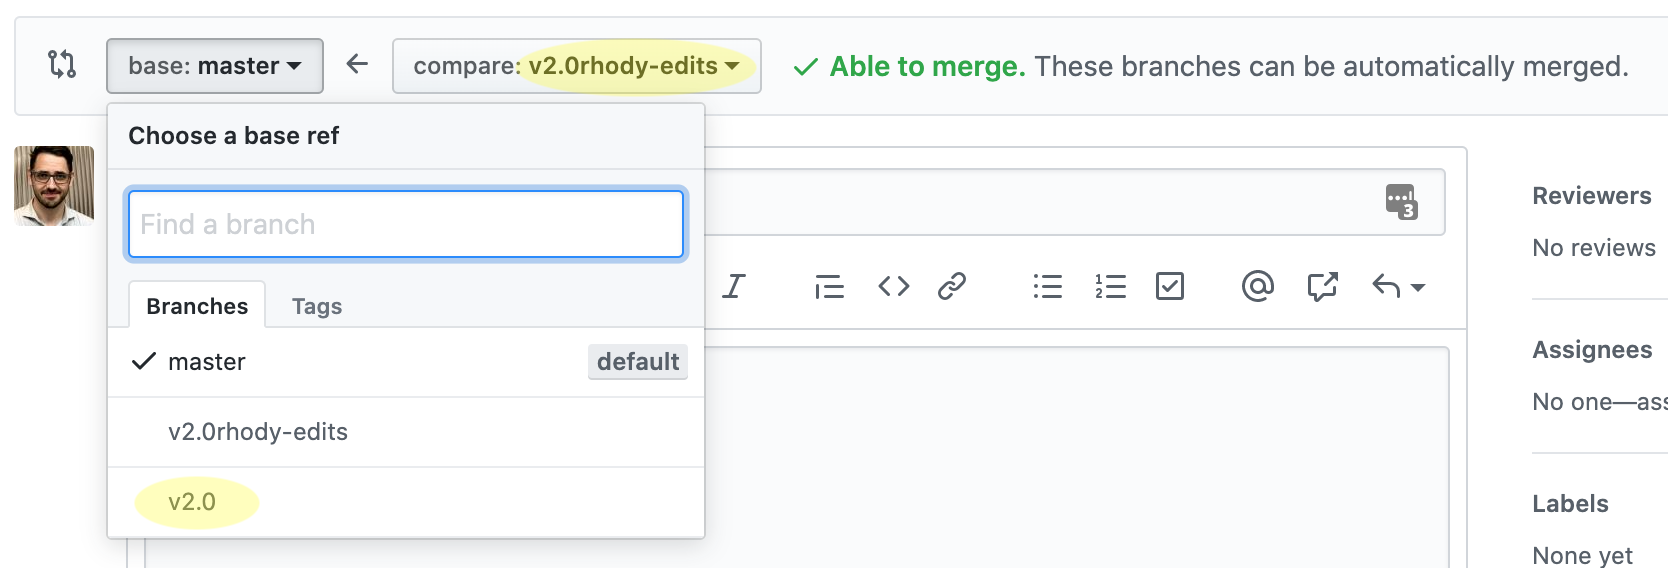 base: master
compare: v2.0rhody-edits
Able to merge. These branches can be automatically merged.
Choose a base ref
Find a branch
3
Reviewers
No reviews
1
2
Branches
Tags
master
default
Assignees
No one—ass
v2.0rhody-edits
v2.0
Labels
None yet